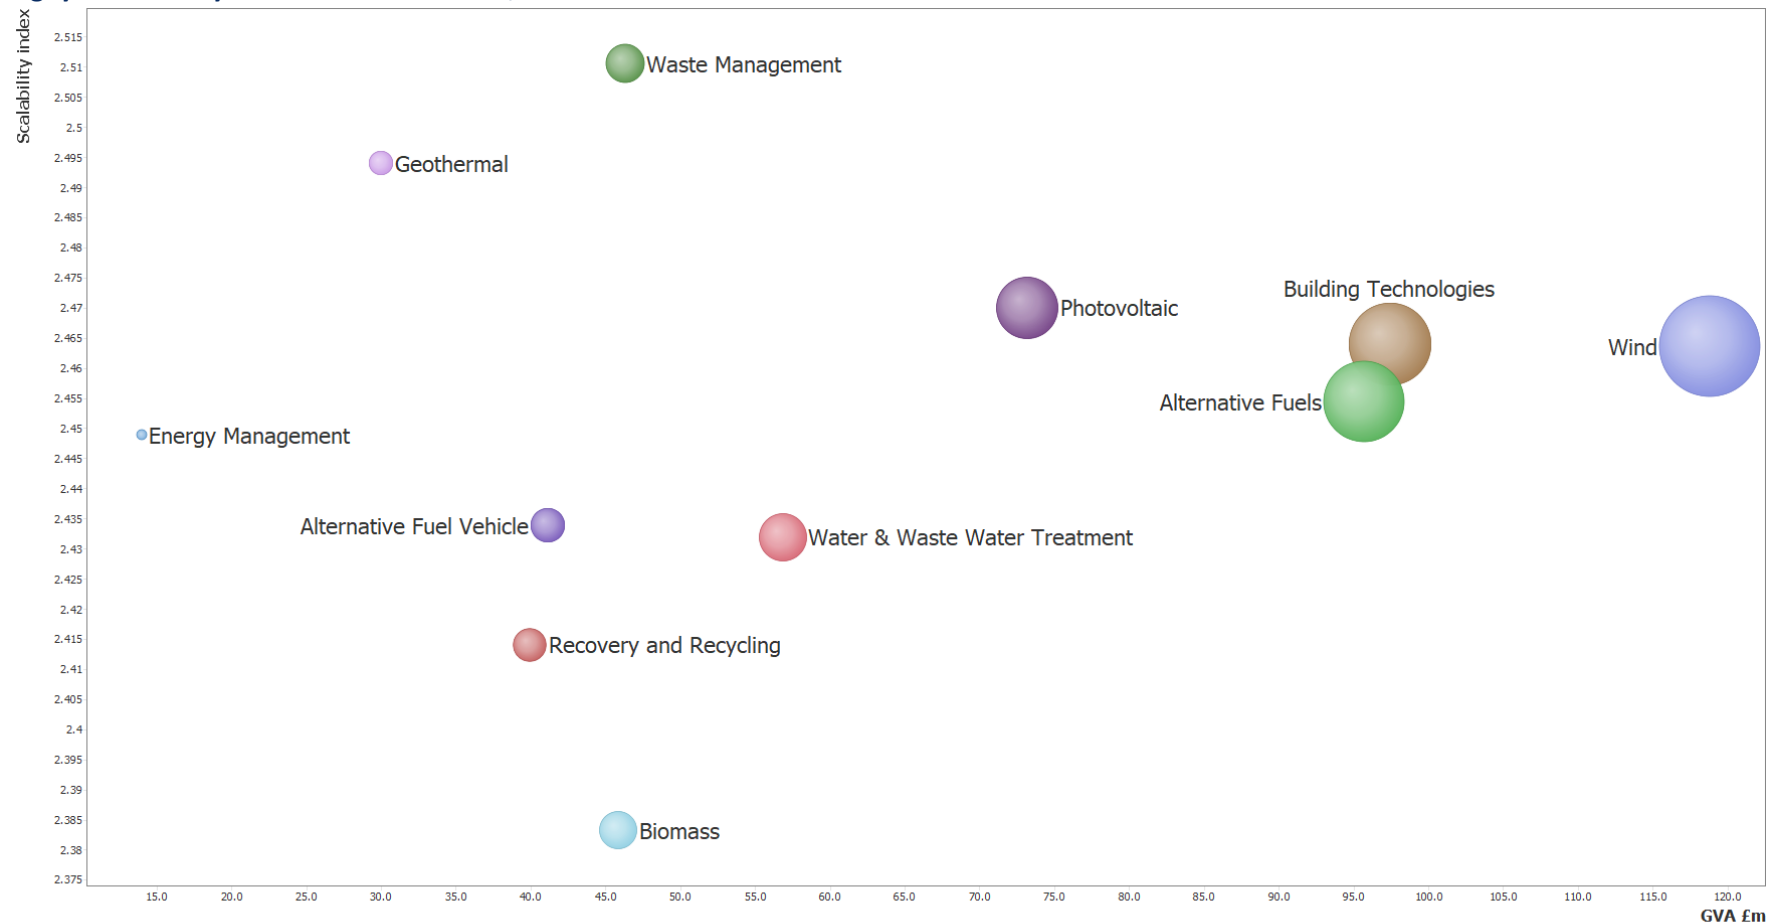 Scalability index
2.515
2.51
2.505
2.5
2.495
2.49
2.485
2.48
2.475
2.47
2.465
2.46
2.455
2.45
2.445
2.44
2.435
2.43
2.425
2.42
2.415
2.41
2.405
2.4
2.395
2.39
2.385
2.38
2.375
Waste Management
Geothermal
Building Technologies
Photovoltaic
Wind
Alternative Fuels
Energy Management
Alternative Fuel Vehicle
Water & Waste Water Treatment
Recovery and Recycling
Biomass
15.0 20.0 25.0 30.0 35.0 40.0 45.0 50.0 55.0 60.0 65.0 70.0 75.0 80.0 85.0 90.0 95.0 100.0 105.0 110.0 115.0 120.0
GVA £m